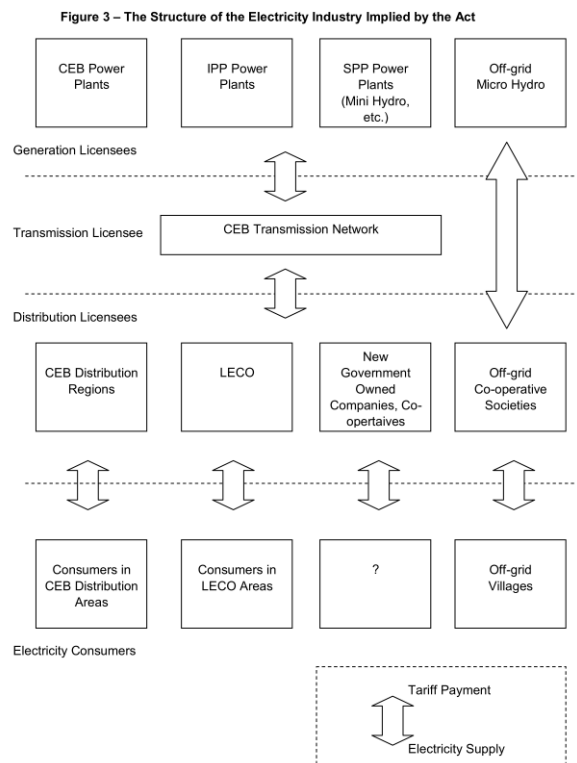 Figure 3 – The Structure of the Electricity Industry Implied by the Act
CEB Power
Plants
IPP Power
Plants
SPP Power
Plants
(Mini Hydro,
etc.)
Off-grid
Micro Hydro
Generation Licensees
Transmission Licensee
CEB Transmission Network
Distribution Licensees
CEB Distribution
Regions
LECO
New
Government
Owned
Companies, Co-
opertaives
Off-grid
Co-operative
Societies
Consumers in
CEB Distribution
Areas
Consumers in
LECO Areas
?
Off-grid
Villages
Electricity Consumers
Tariff Payment
Electricity Supply